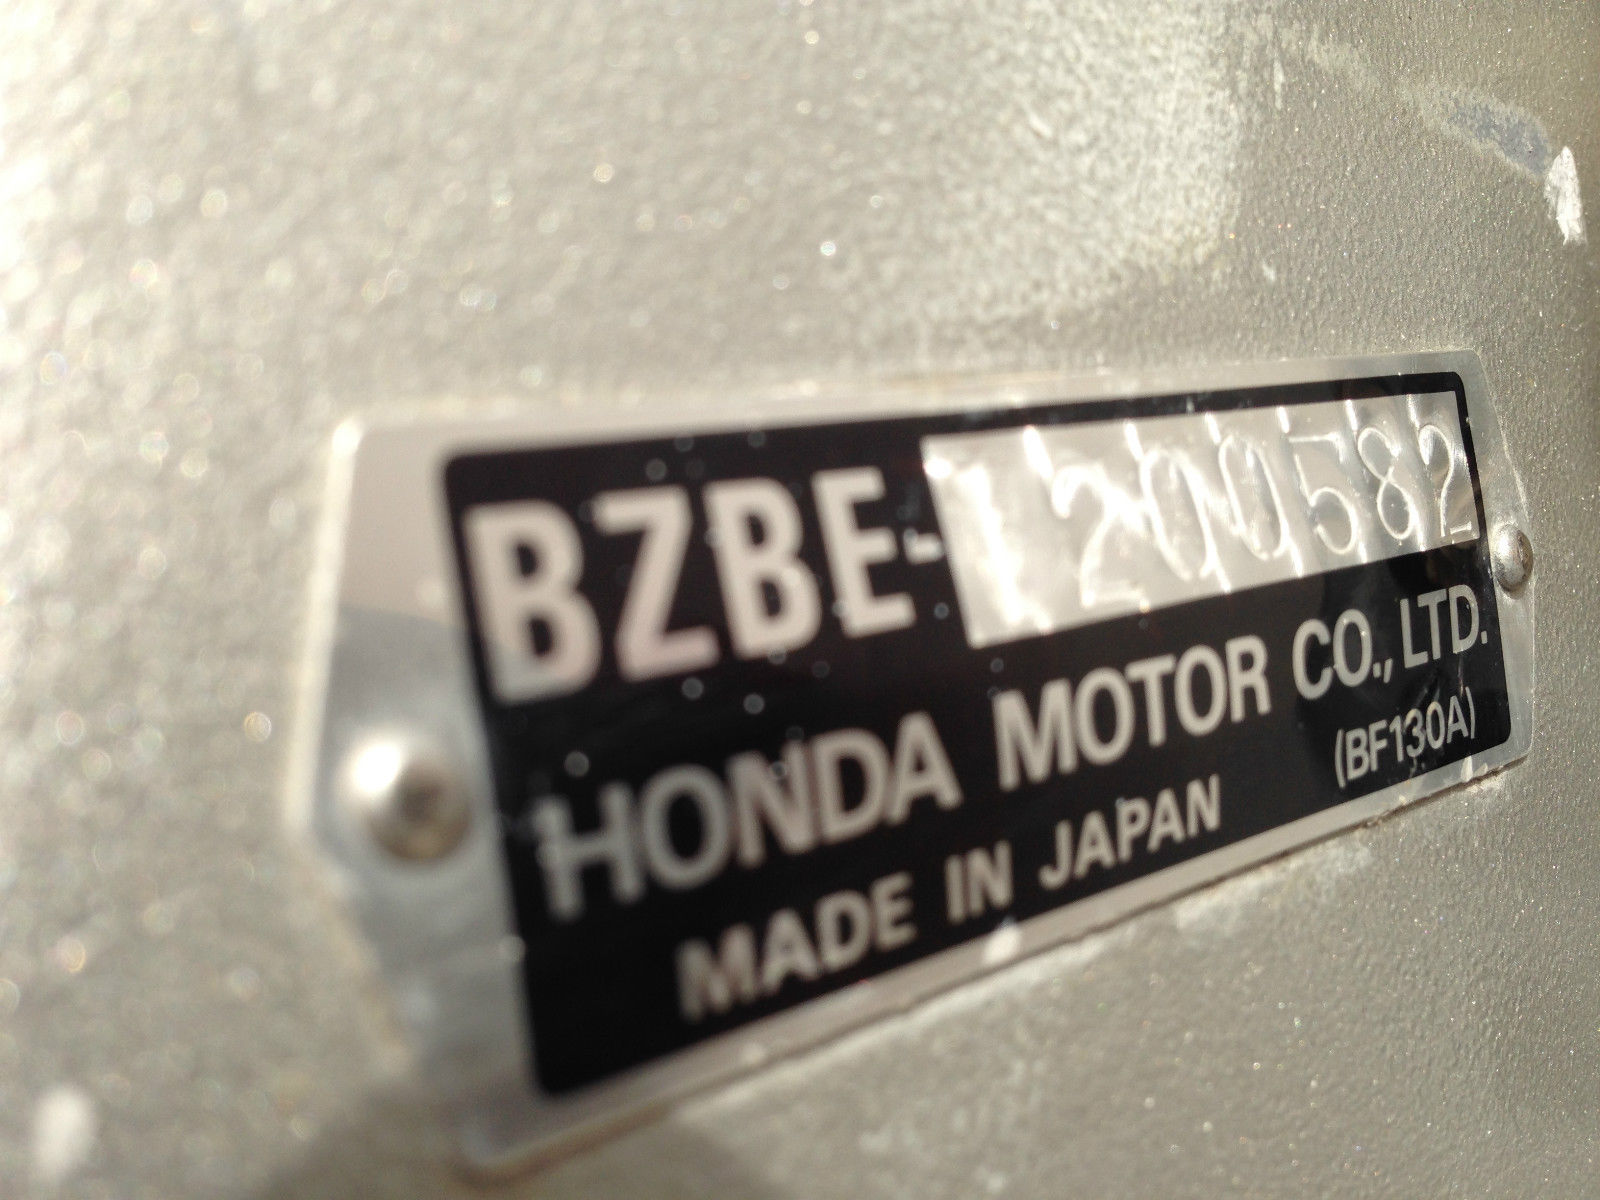 BZBE-1200582
HONDA MOTOR CO., LTD.
(BF130A)
MADE IN JAPAN